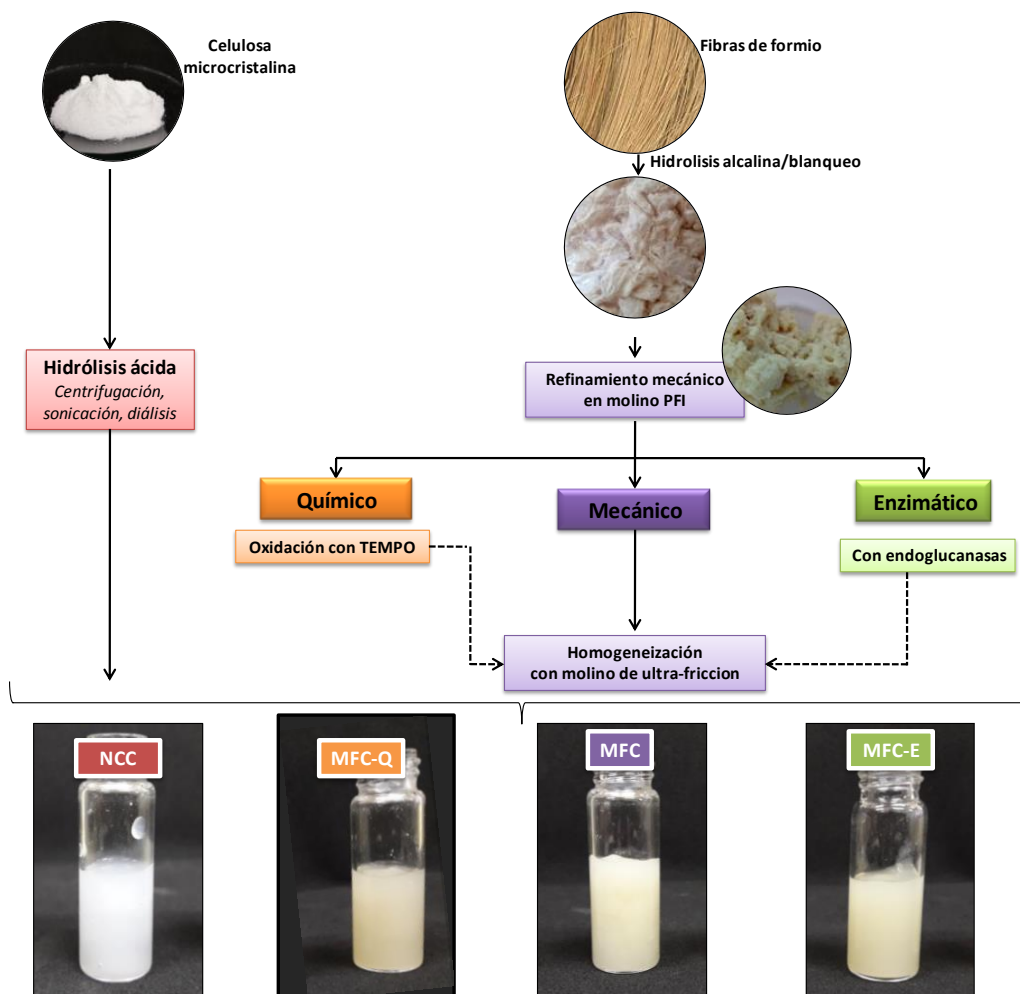 Celulosa
microcristalina
Fibras de formio
Hidrolisis alcalina/blanqueo
Hidrólisis ácida
Centrifugación,
sonicación, diálisis
Refinamiento mecánico
en molino PFI
Químico
Mecánico
Enzimático
Oxidación con TEMPO
Con endoglucanasas
Homogeneización
con molino de ultra-friccion
NCC
MFC-Q
MFC
MFC-E